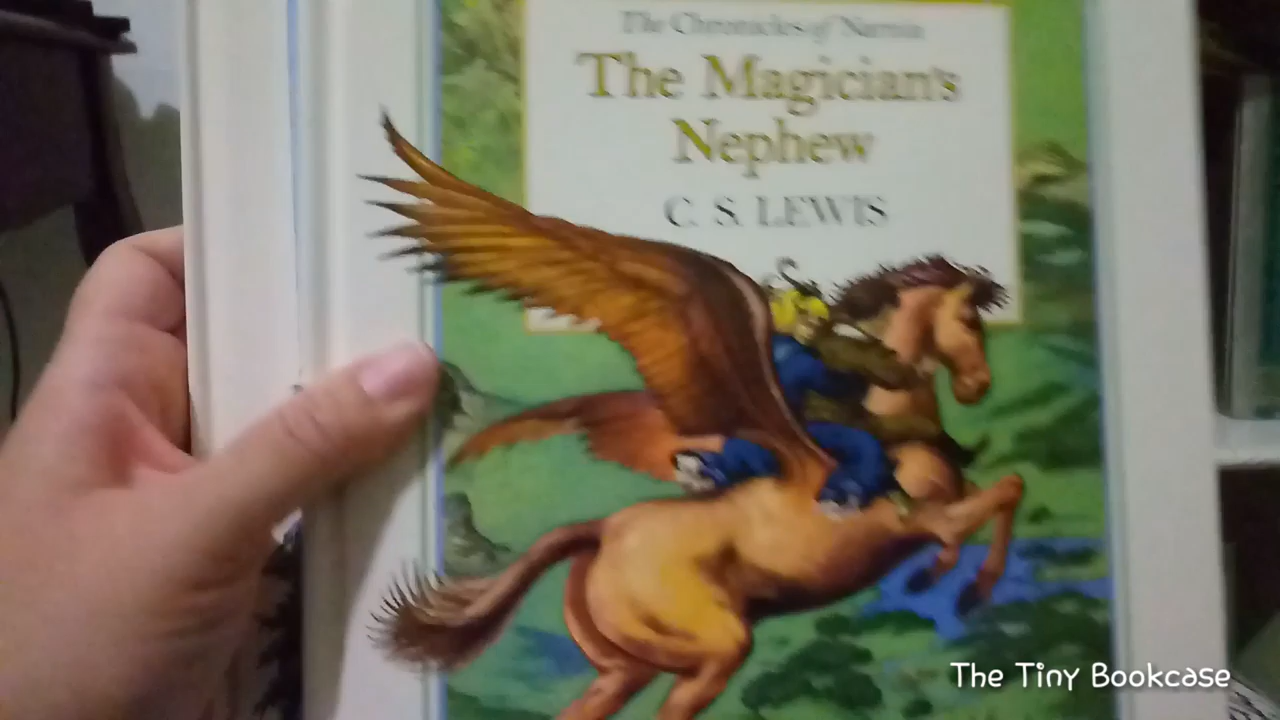 The Chronicles of Narnia
The Magician's
Nephew
C. S. LEWIS
The Tiny Bookcase